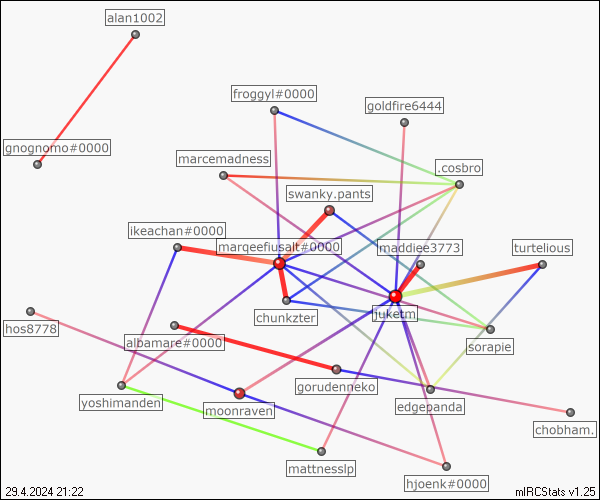 alan1002
froggyl#0000
goldfire6444
gnognomo#0000
marcemadness
.cosbro
swanky.pants
ikeachan#0000
marqeefiusalt#0000
maddiee3773
turtelious
chunkzter
juketm
hos8778
albamare#0000
sorapie
gorudenneko
yoshimanden
moonraven
edgepanda
chobham.
mattnesslp
hjoenk#0000
29.4.2024 21:22
mIRCStats v1.25